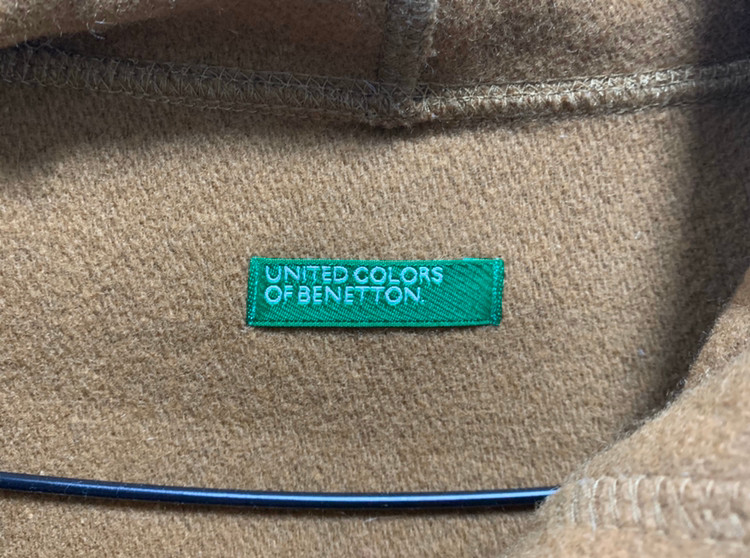 UNITED COLORS
OF BENETTON.